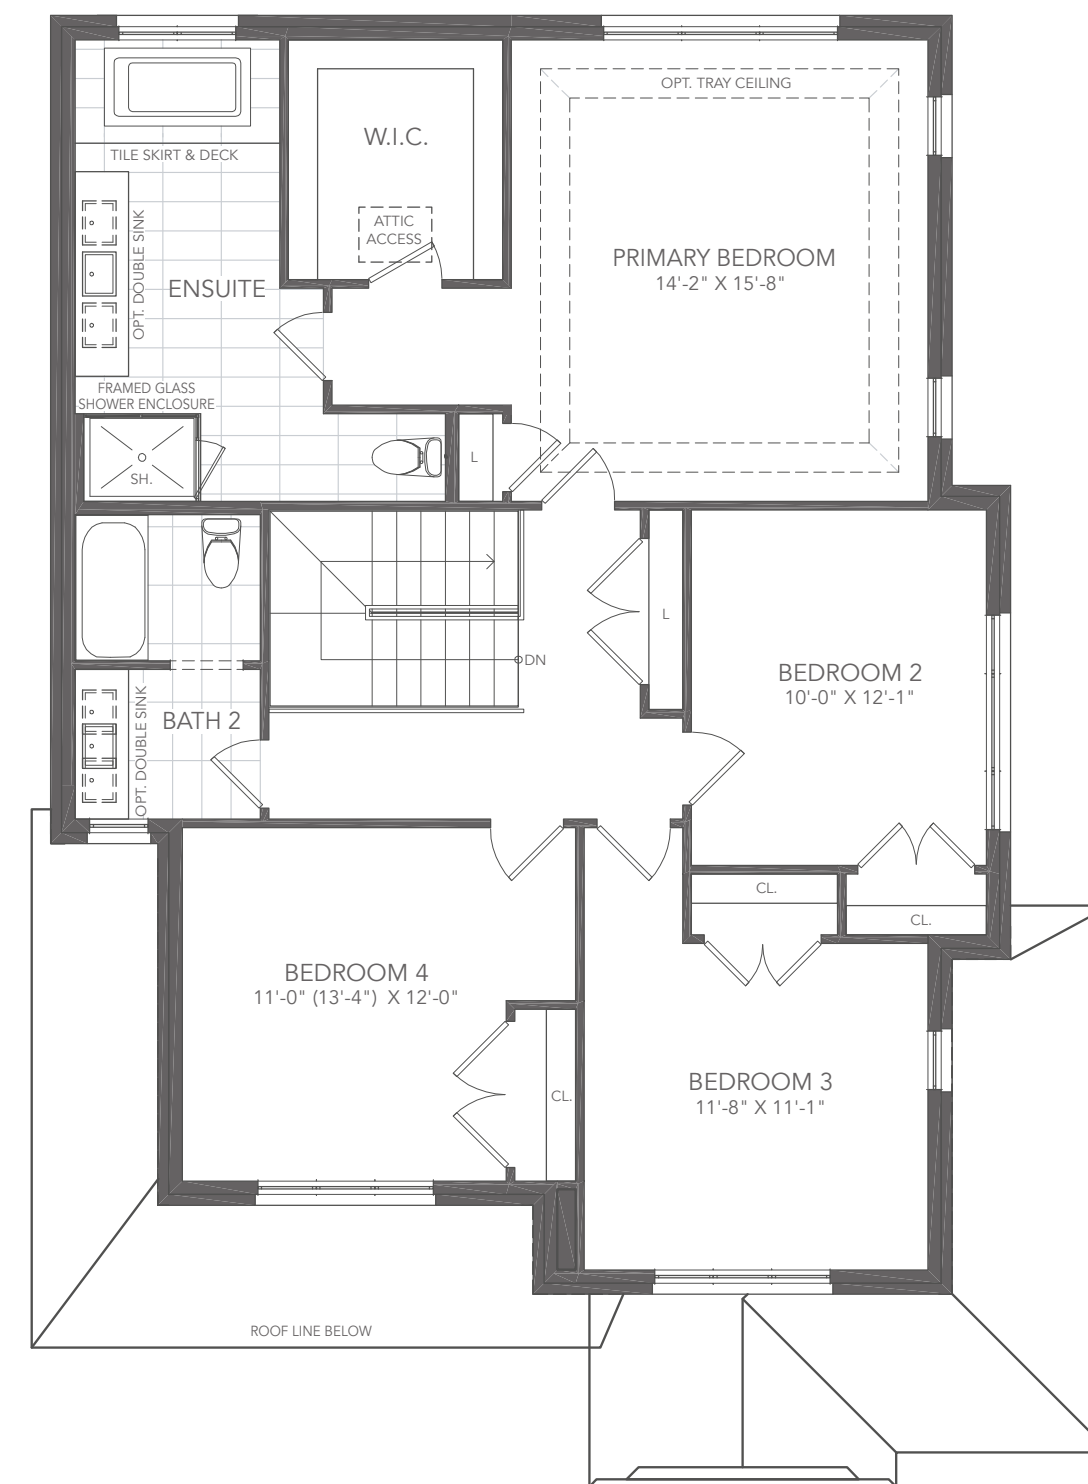 OPT. TRAY CEILING
W.I.C.
TILE SKIRT & DECK
ATTIC
ACCESS
OPT. DOUBLE SINK
ENSUITE
PRIMARY BEDROOM
14'-2" X 15'-8"
FRAMED GLASS
SHOWER ENCLOSURE
SH.
L
L
DN
BEDROOM 2
10'-0" X 12'-1"
OPT. DOUBLE SINK
BATH 2
CL.
CL.
BEDROOM 4
11'-0" (13'-4") X 12'-0"
CL.
BEDROOM 3
11'-8" X 11'-1"
ROOF LINE BELOW